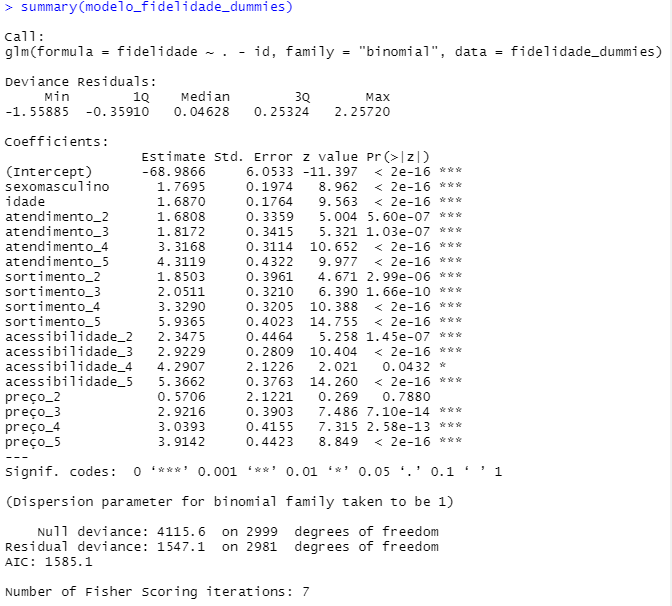 > summary(modelo_fidelidade_dummies)
Call:
glm(formula = fidelidade ~ . - id, family = "binomial", data = fidelidade_dummies)
Deviance Residuals:
Min 1Q Median 3Q Max
-1.55885 -0.35910 0.04628 0.25324 2.25720
Coefficients:
Estimate Std. Error z value Pr(>|z|)
(Intercept) -68.9866 6.0533 -11.397 < 2e-16 ***
sexomasculino 1.7695 0.1974 8.962 < 2e-16 ***
idade 1.6870 0.1764 9.563 < 2e-16 ***
atendimento_2 1.6808 0.3359 5.004 5.60e-07 ***
atendimento_3 1.8172 0.3415 5.321 1.03e-07 ***
atendimento_4 3.3168 0.3114 10.652 < 2e-16 ***
atendimento_5 4.3119 0.4322 9.977 < 2e-16 ***
sortimento_2 1.8503 0.3961 4.671 2.99e-06 ***
sortimento_3 2.0511 0.3210 6.390 1.66e-10 ***
sortimento_4 3.3290 0.3205 10.388 < 2e-16 ***
sortimento_5 5.9365 0.4023 14.755 < 2e-16 ***
acessibilidade_2 2.3475 0.4464 5.258 1.45e-07 ***
acessibilidade_3 2.9229 0.2809 10.404 < 2e-16 ***
acessibilidade_4 4.2907 2.1226 2.021 0.0432 *
acessibilidade_5 5.3662 0.3763 14.260 < 2e-16 ***
preço_2 0.5706 2.1221 0.269 0.7880
preço_3 2.9216 0.3903 7.486 7.10e-14 ***
preço_4 3.0393 0.4155 7.315 2.58e-13 ***
preço_5 3.9142 0.4423 8.849 < 2e-16 ***
---
Signif. codes: 0 ‘***’ 0.001 ‘**’ 0.01 ‘*’ 0.05 ‘.’ 0.1 ‘ ’ 1
(Dispersion parameter for binomial family taken to be 1)
Null deviance: 4115.6 on 2999 degrees of freedom
Residual deviance: 1547.1 on 2981 degrees of freedom
AIC: 1585.1
Number of Fisher Scoring iterations: 7